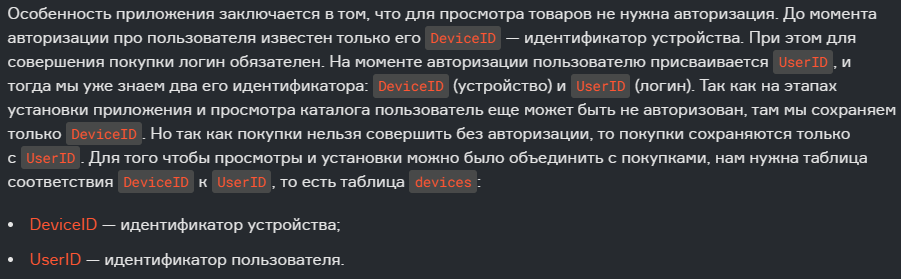 Особенность приложения заключается в том, что для просмотра товаров не нужна авторизация. До момента
авторизации про пользователя известен только его DeviceID — идентификатор устройства. При этом для
совершения покупки логин обязателен. На моменте авторизации пользователю присваивается UserID, и
тогда мы уже знаем два его идентификатора: DeviceID (устройство) и UserID (логин). Так как на этапах
установки приложения и просмотра каталога пользователь еще может быть не авторизован, там мы сохраняем
только DeviceID. Но так как покупки нельзя совершить без авторизации, то покупки сохраняются только
с UserID. Для того чтобы просмотры и установки можно было объединить с покупками, нам нужна таблица
соответствия DeviceID к UserID, то есть таблица devices:
• DeviceID — идентификатор устройства;
• UserID — идентификатор пользователя.